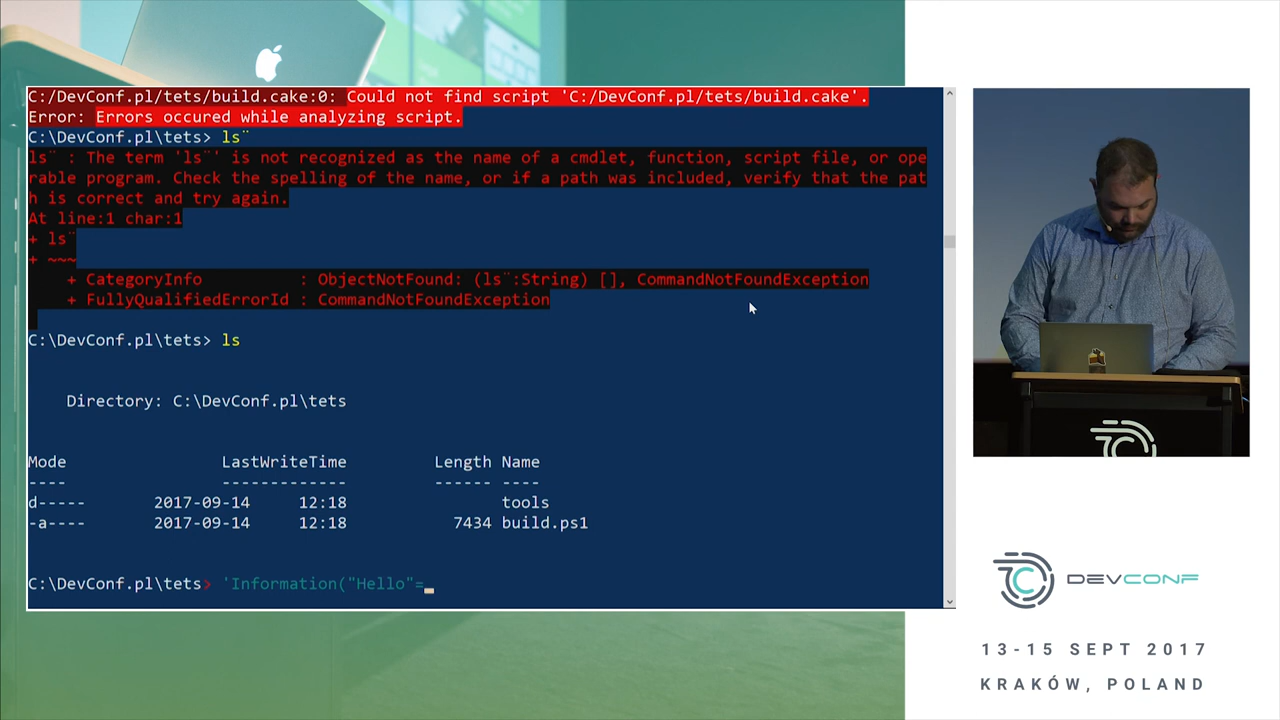 C:/DevConf.pl/tets/build.cake:0: Could not find script 'C:/DevConf.pl/tets/build.cake'.
Error: Errors occured while analyzing script.
C:\DevConf.pl\tets> ls¨
ls¨ : The term 'ls¨' is not recognized as the name of a cmdlet, function, script file, or ope
rable program. Check the spelling of the name, or if a path was included, verify that the pat
h is correct and try again.
At line:1 char:1
+ ls¨
+ ~~~
    + CategoryInfo          : ObjectNotFound: (ls¨:String) [], CommandNotFoundException
    + FullyQualifiedErrorId : CommandNotFoundException
C:\DevConf.pl\tets> ls
    Directory: C:\DevConf.pl\tets
Mode                LastWriteTime         Length Name
----                -------------         ------ ----
d-----       2017-09-14     12:18                tools
-a----       2017-09-14     12:18           7434 build.ps1
C:\DevConf.pl\tets> 'Information("Hello"=_
DEVCONF
13-15 SEPT 2017
KRAKÓW, POLAND